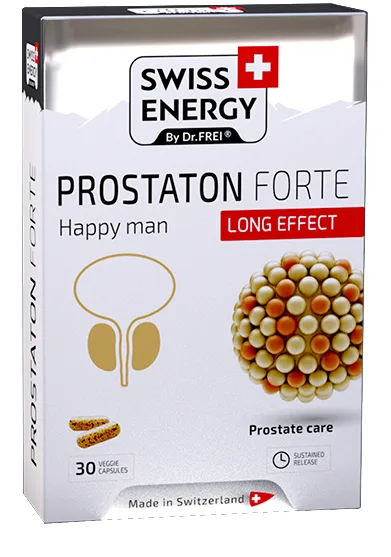 SWISS
ENERGY
By Dr.FREI®
PROSTATON FORTE
Happy man
LONG EFFECT
Prostate care
30 VEGGIE
CAPSULES
SUSTAINED
RELEASE
Made in Switzerland
PROSTATON FORTE